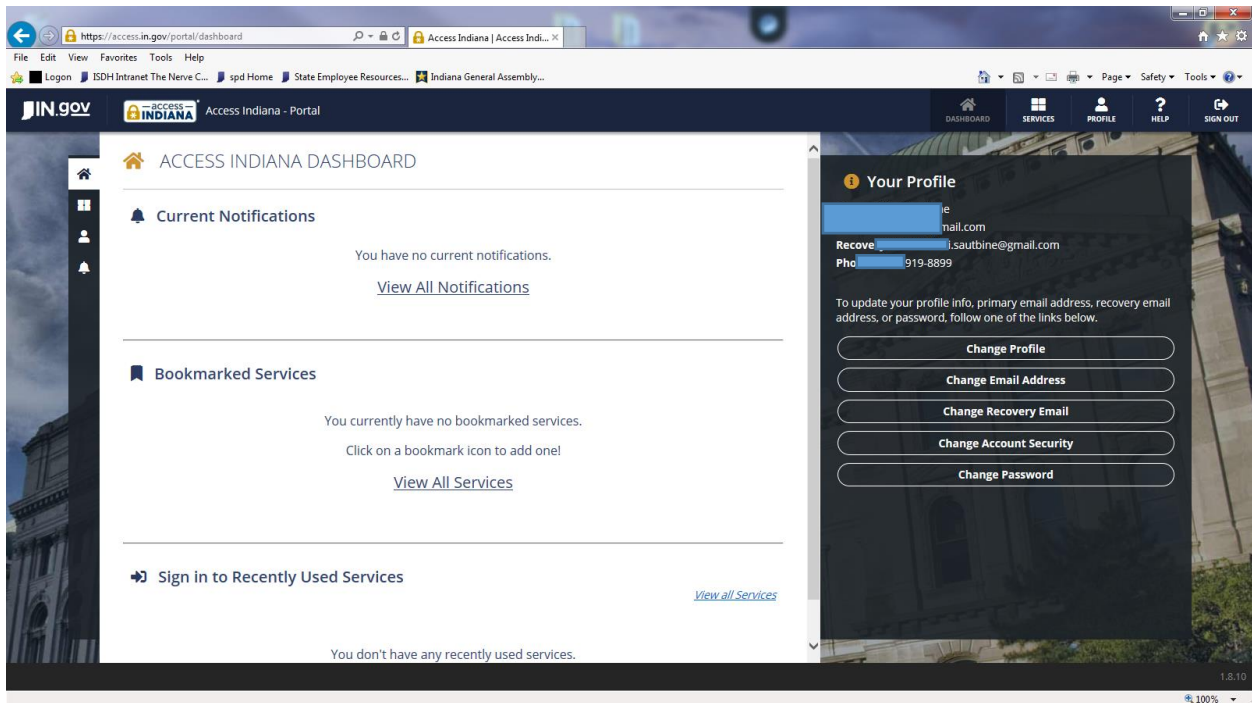 https://access.in.gov/portal/dashboard
Access Indiana | Access Indi...
File Edit View Favorites Tools Help
Logon ISDH Intranet The Nerve C... spd Home State Employee Resources... Indiana General Assembly...
Page Safety Tools
IN.gov
access INDIANA
Access Indiana - Portal
DASHBOARD SERVICES PROFILE HELP SIGN OUT
ACCESS INDIANA DASHBOARD
Current Notifications
You have no current notifications.
View All Notifications
Bookmarked Services
You currently have no bookmarked services.
Click on a bookmark icon to add one!
View All Services
Sign in to Recently Used Services
View all Services
You don't have any recently used services.
Your Profile
mail.com
Recove i.sautbine@gmail.com
Pho 919-8899
To update your profile info, primary email address, recovery email
address, or password, follow one of the links below.
Change Profile
Change Email Address
Change Recovery Email
Change Account Security
Change Password
1.8.10
100%